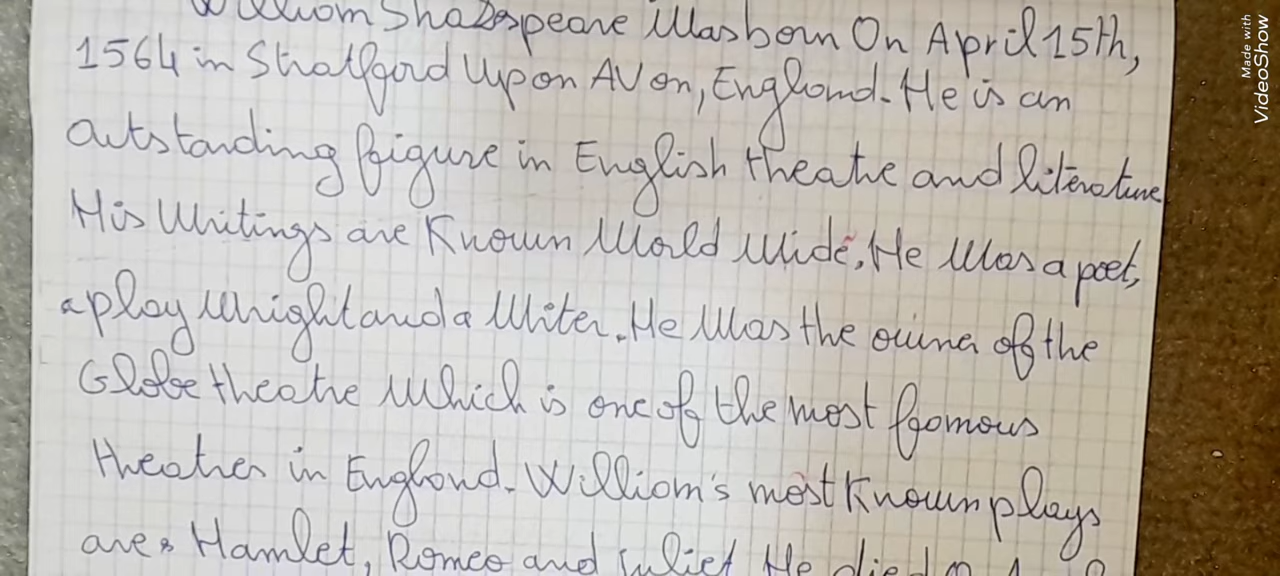 William Shakespeare Was born On April 15th,
1564 in Stratford Upon AVon, England. He is an
outstanding figure in English theatre and literature
His Writings are Known World Wide. He Was a poet,
a play Wright and a Writer. He Was the owner of the
Globe theatre Which is one of the most famous
theatres in England. William's most Known plays
are: Hamlet, Romeo and Juliet. He died
Made with
VideoShow